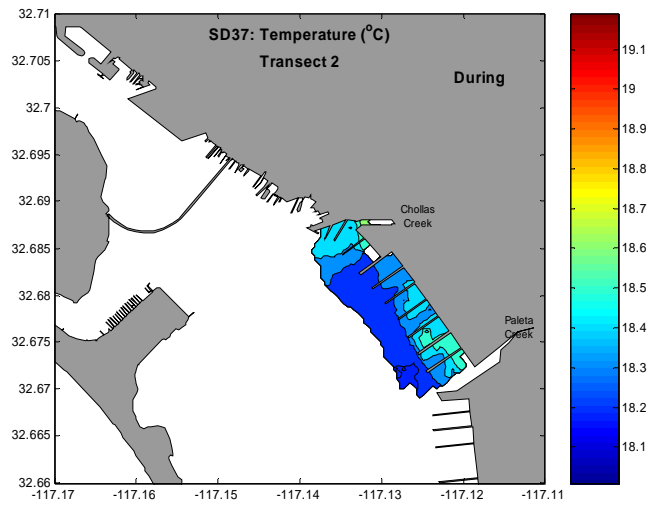 SD37: Temperature (°C)
Transect 2
During
Chollas
Creek
Paleta
Creek
32.71
32.705
32.7
32.695
32.69
32.685
32.68
32.675
32.67
32.665
32.66
-117.17 -117.16 -117.15 -117.14 -117.13 -117.12 -117.11
19.1
19
18.9
18.8
18.7
18.6
18.5
18.4
18.3
18.2
18.1